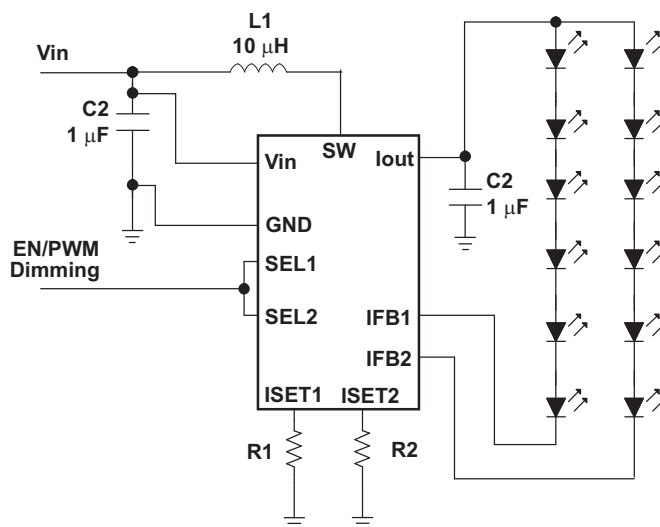 L1
10 μH
Vin
C2
1 μF
SW
Iout
Vin
C2
1 μF
GND
EN/PWM
Dimming
SEL1
SEL2
IFB1
IFB2
ISET1
ISET2
R1
R2